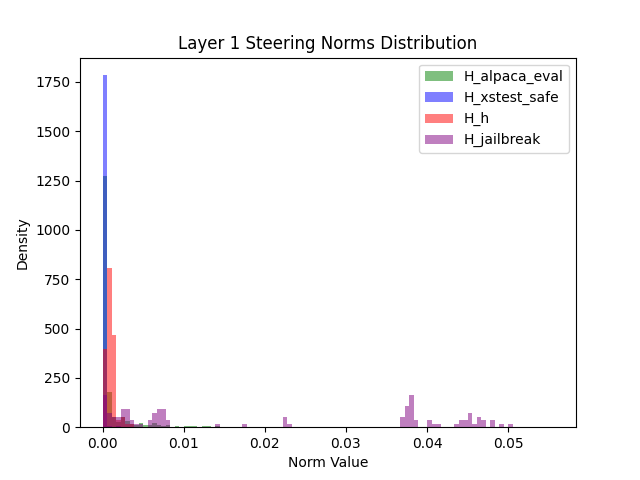 Layer 1 Steering Norms Distribution
H_alpaca_eval
H_xstest_safe
H_h
H_jailbreak
Density
1750
1500
1250
1000
750
500
250
0
0.00
0.01
0.02
0.03
0.04
0.05
Norm Value